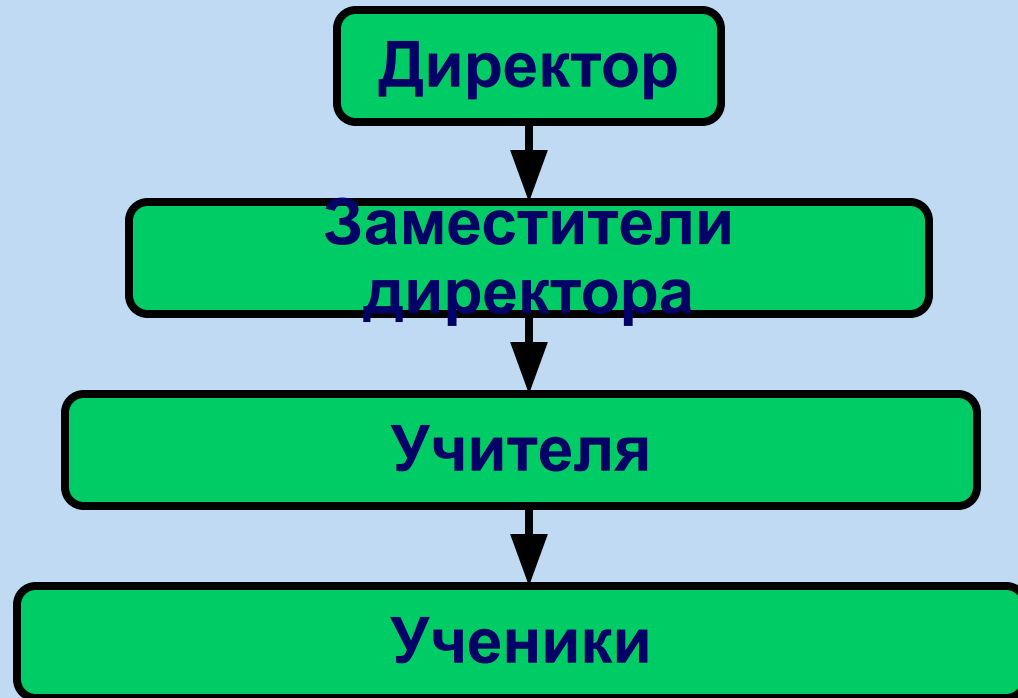 Директор
Заместители
директора
Учителя
Ученики